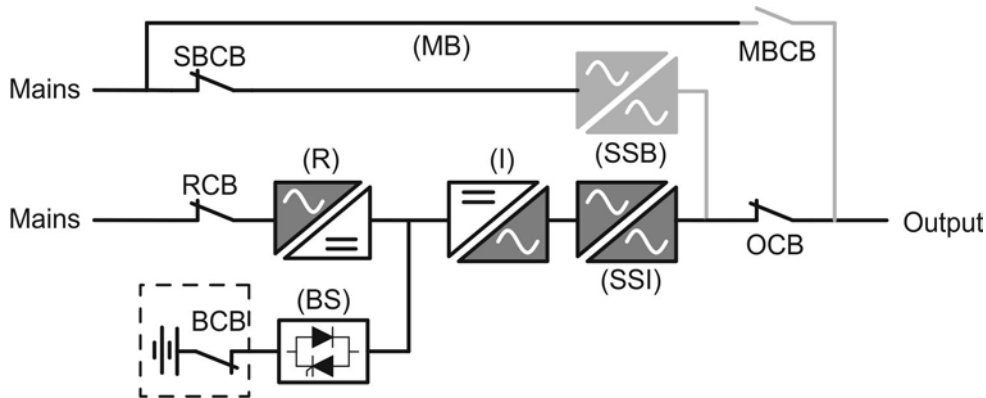 (MB)
MBCB
SBCB
Mains
(SSB)
(R)
(I)
RCB
Mains
Output
OCB
(SSI)
(BS)
BCB